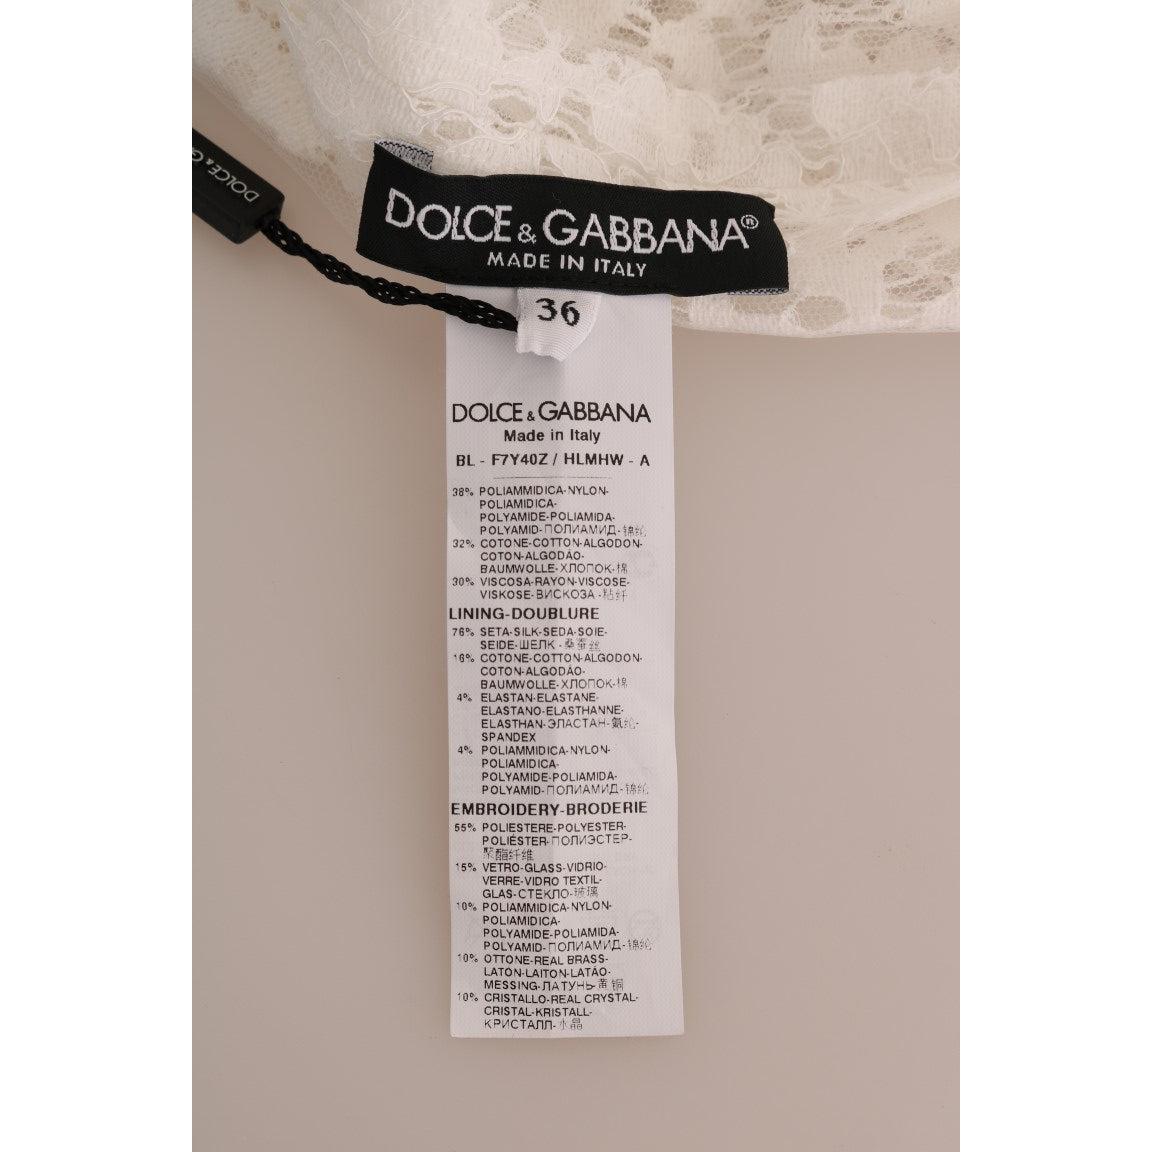 DOLCE & G
DOLCE & GABBANA®
MADE IN ITALY
36
DOLCE & GABBANA
Made in Italy
BL - F7Y40Z / HLMHW - A
38% POLIAMMIDICA-NYLON-
POLIAMIDICA-
POLYAMIDE-POLIAMIDA-
POLYAMID-ПОЛИАМИД-锦纶
32% COTONE-COTTON-ALGODON-
COTON-ALGODÃO-
BAUMWOLLE-ХЛОПОК-棉
30% VISCOSA-RAYON-VISCOSE-
VISKOSE-ВИСКОЗА-粘纤
LINING-DOUBLURE
76% SETA-SILK-SEDA-SOIE-
SEIDE-ШЕЛК-桑蚕丝
16% COTONE-COTTON-ALGODON-
COTON-ALGODÃO-
BAUMWOLLE-ХЛОПОК-棉
4% ELASTAN-ELASTANE-
ELASTANO-ELASTHANNE-
ELASTHAN-ЭЛАСТАН-氨纶-
SPANDEX
4% POLIAMMIDICA-NYLON-
POLIAMIDICA-
POLYAMIDE-POLIAMIDA-
POLYAMID-ПОЛИАМИД-锦纶
EMBROIDERY-BRODERIE
55% POLIESTERE-POLYESTER-
POLIÉSTER-ПОЛИЭСТЕР-
聚酯纤维
15% VETRO-GLASS-VIDRIO-
VERRE-VIDRO TEXTIL-
GLAS-СТЕКЛО-玻璃
10% POLIAMMIDICA-NYLON-
POLIAMIDICA-
POLYAMIDE-POLIAMIDA-
POLYAMID-ПОЛИАМИД-锦纶
10% OTTONE-REAL BRASS-
LATÓN-LAITON-LATÃO-
MESSING-ЛАТУНЬ-黄铜
10% CRISTALLO-REAL CRYSTAL-
CRISTAL-KRISTALL-
КРИСТАЛЛ-水晶